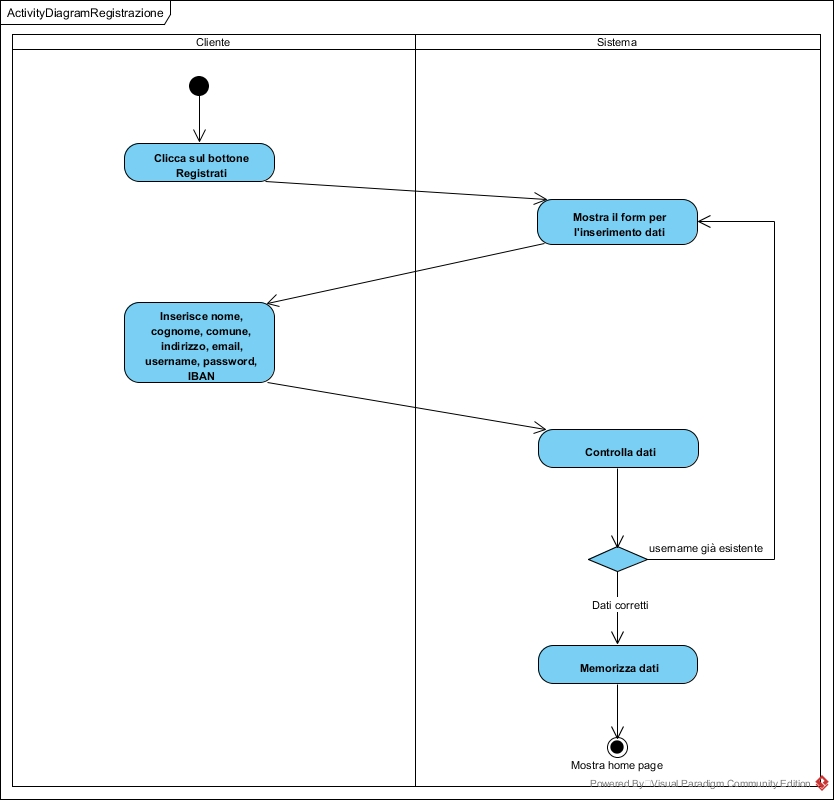 ActivityDiagramRegistrazione
Cliente
Sistema
Clicca sul bottone
Registrati
Mostra il form per
l'inserimento dati
Inserisce nome,
cognome, comune,
indirizzo, email,
username, password,
IBAN
Controlla dati
username già esistente
Dati corretti
Memorizza dati
Mostra home page
Powered By Visual Paradigm Community Edition